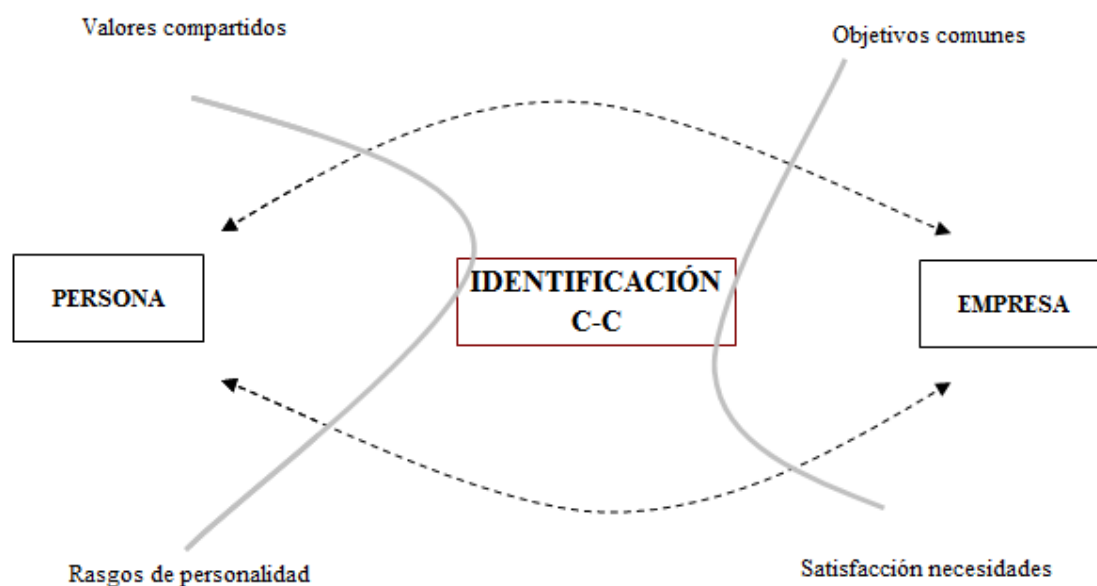 Valores compartidos
Objetivos comunes
PERSONA
IDENTIFICACIÓN
C-C
EMPRESA
Rasgos de personalidad
Satisfacción necesidades